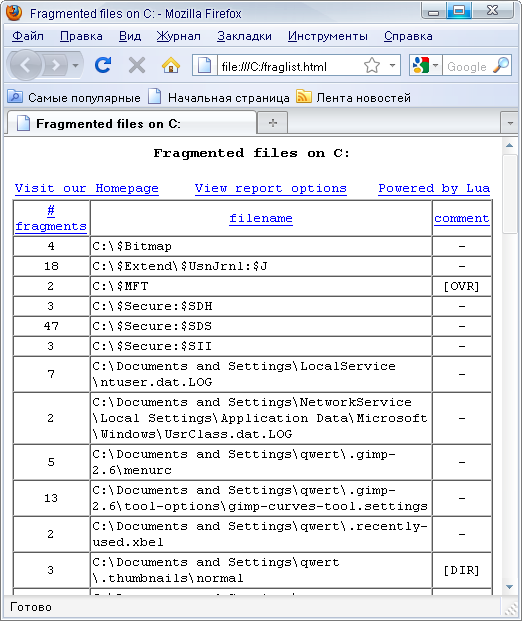 Fragmented files on C: - Mozilla Firefox
Файл Правка Вид Журнал Закладки Инструменты Справка
file:///C:/fraglist.html
Google
Самые популярные Начальная страница Лента новостей
Fragmented files on C:
Fragmented files on C:
Visit our Homepage View report options Powered by Lua
#
fragments filename comment
4 C:\$Bitmap -
18 C:\$Extend\$UsnJrnl:$J -
2 C:\$MFT [OVR]
3 C:\$Secure:$SDH -
47 C:\$Secure:$SDS -
3 C:\$Secure:$SII -
7 C:\Documents and Settings\LocalService -
\ntuser.dat.LOG
2 C:\Documents and Settings\NetworkService -
\Local Settings\Application Data\Microsoft
\Windows\UsrClass.dat.LOG
5 C:\Documents and Settings\qwert\.gimp- -
2.6\menurc
13 C:\Documents and Settings\qwert\.gimp- -
2.6\tool-options\gimp-curves-tool.settings
2 C:\Documents and Settings\qwert\.recently- -
used.xbel
3 C:\Documents and Settings\qwert [DIR]
\.thumbnails\normal
Готово